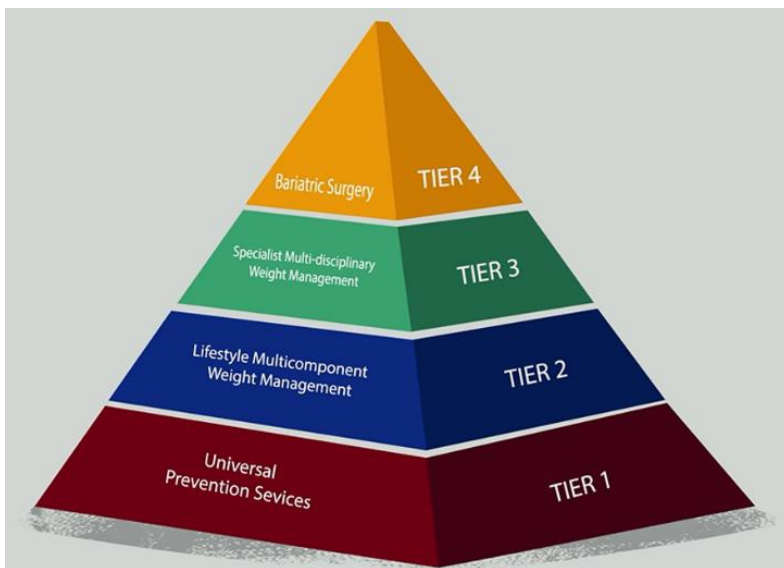 Bariatric Surgery
TIER 4
Specialist Multi-disciplinary
Weight Management
TIER 3
Lifestyle Multicomponent
Weight Management
TIER 2
Universal
Prevention Sevices
TIER 1